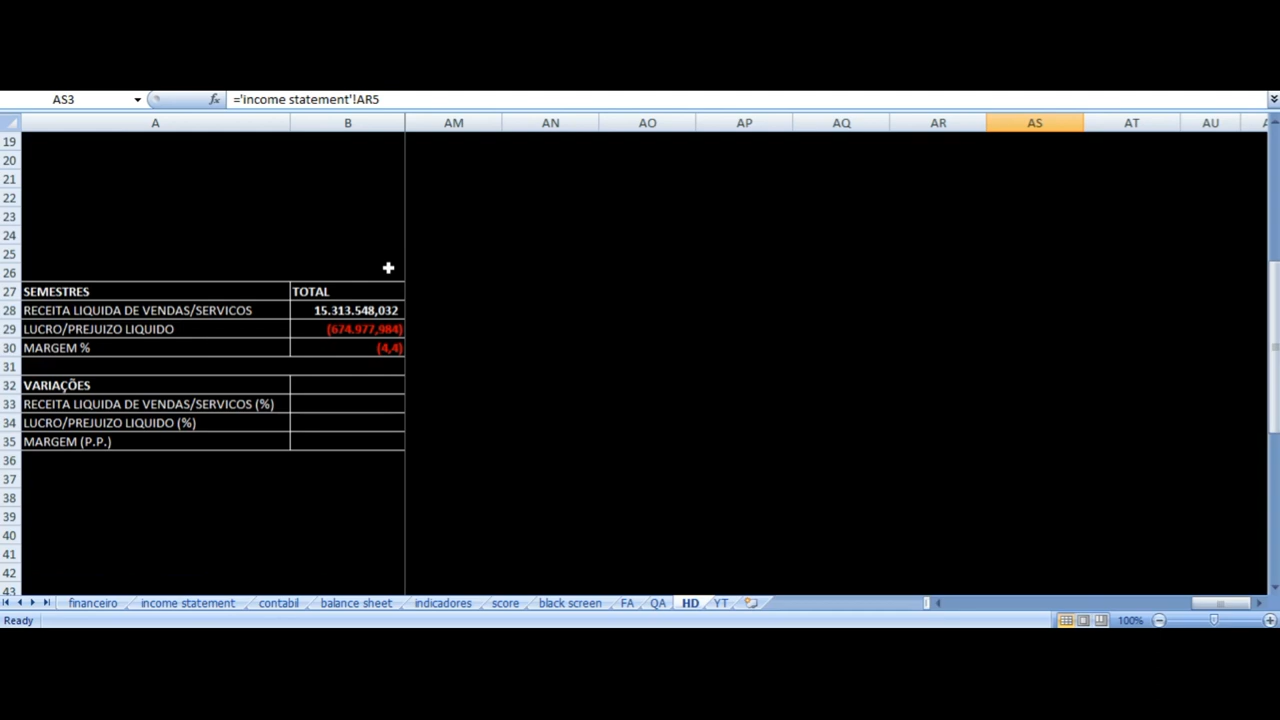 AS3 fx ='income statement'!AR5
A B AM AN AO AP AQ AR AS AT AU
19
20
21
22
23
24
25
26
27 SEMESTRES TOTAL
28 RECEITA LIQUIDA DE VENDAS/SERVICOS 15.313.548,032
29 LUCRO/PREJUIZO LIQUIDO (674.977,984)
30 MARGEM % (4,4)
31
32 VARIAÇÕES
33 RECEITA LIQUIDA DE VENDAS/SERVICOS (%)
34 LUCRO/PREJUIZO LIQUIDO (%)
35 MARGEM (P.P.)
36
37
38
39
40
41
42
43
financeiro income statement contabil balance sheet indicadores score black screen FA QA HD YT
Ready 100%